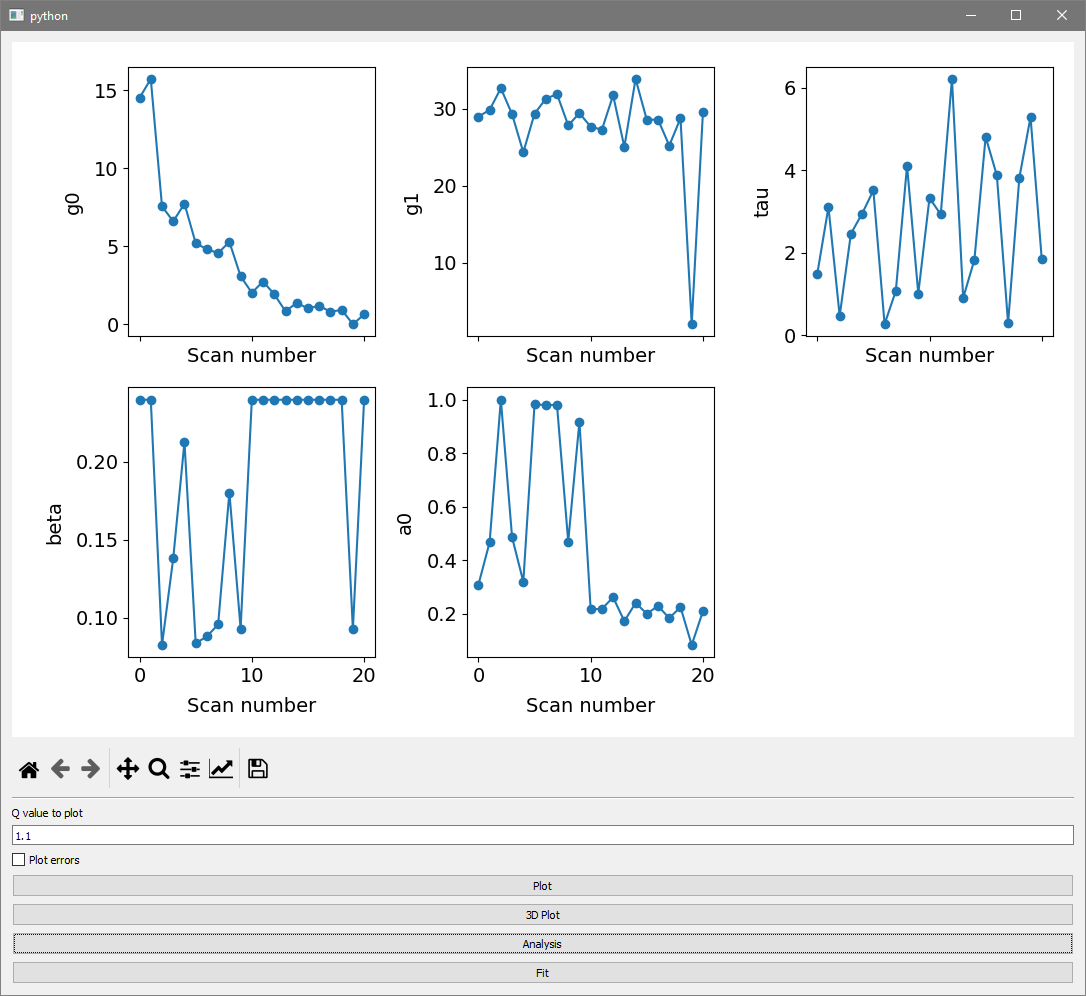 python
15
10
5
0
g0
Scan number
30
20
10
g1
Scan number
6
4
2
0
tau
Scan number
0.20
0.15
0.10
beta
0 10 20
Scan number
1.0
0.8
0.6
0.4
0.2
a0
0 10 20
Scan number
Q value to plot
1.1
Plot errors
Plot
3D Plot
Analysis
Fit